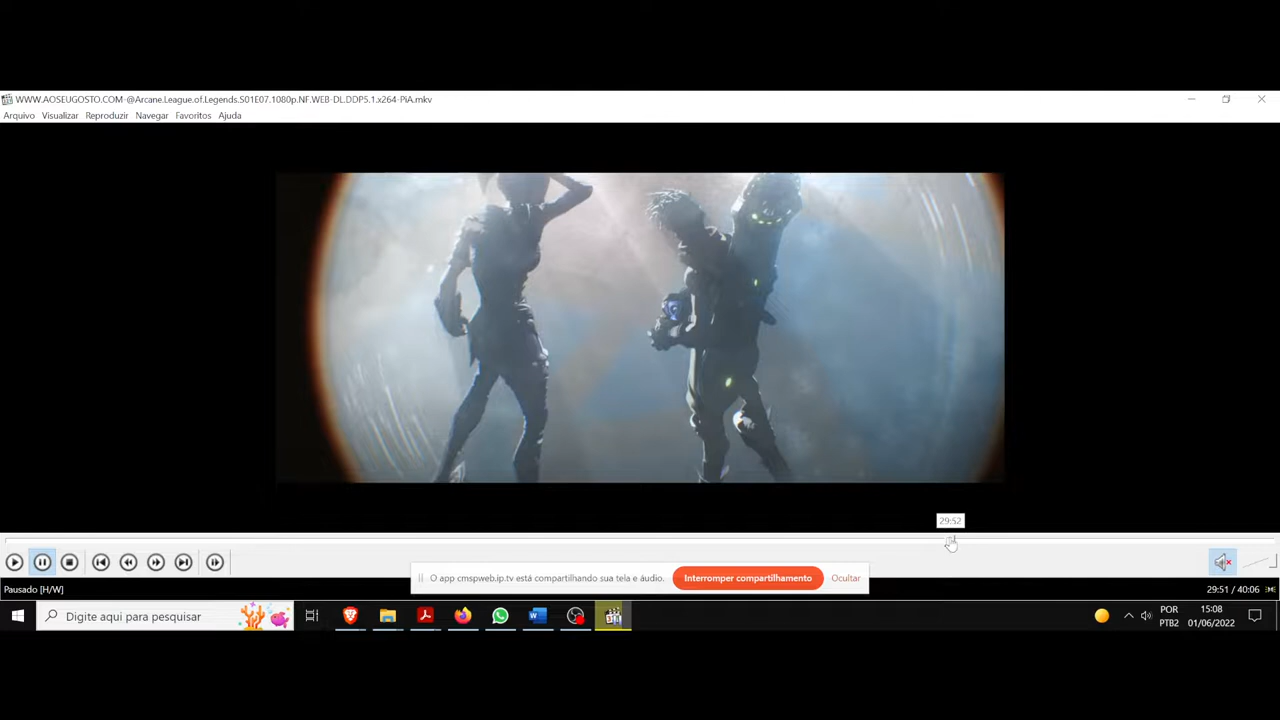 WWW.AOSEUGOSTO.COM-@Arcane.League.of.Legends.S01E07.1080p.NF.WEB-DL.DDP5.1.x264-PiA.mkv
Arquivo Visualizar Reproduzir Navegar Favoritos Ajuda
29:52
O app cmspweb.ip.tv está compartilhando sua tela e áudio. Interromper compartilhamento Ocultar
Pausado [H/W] 29:51 / 40:06
Digite aqui para pesquisar
POR 15:08
PTB2 01/06/2022